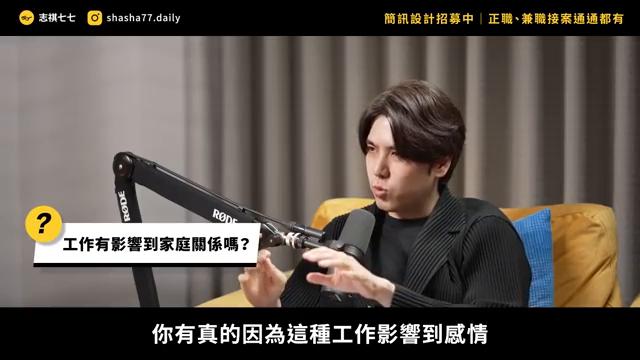 志祺七七
shasha77.daily
簡訊設計招募中｜正職、兼職接案通通都有
RØDE
RØDE
?
工作有影響到家庭關係嗎?
你有真的因為這種工作影響到感情